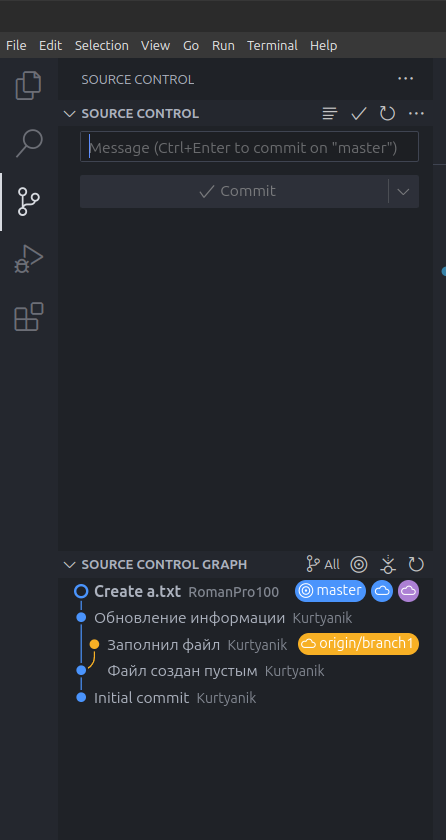 File Edit Selection View Go Run Terminal Help
SOURCE CONTROL
SOURCE CONTROL
Message (Ctrl+Enter to commit on "master")
Commit
SOURCE CONTROL GRAPH All
Create a.txt RomanPro100 master
Обновление информации Kurtyanik
Заполнил файл Kurtyanik origin/branch1
Файл создан пустым Kurtyanik
Initial commit Kurtyanik